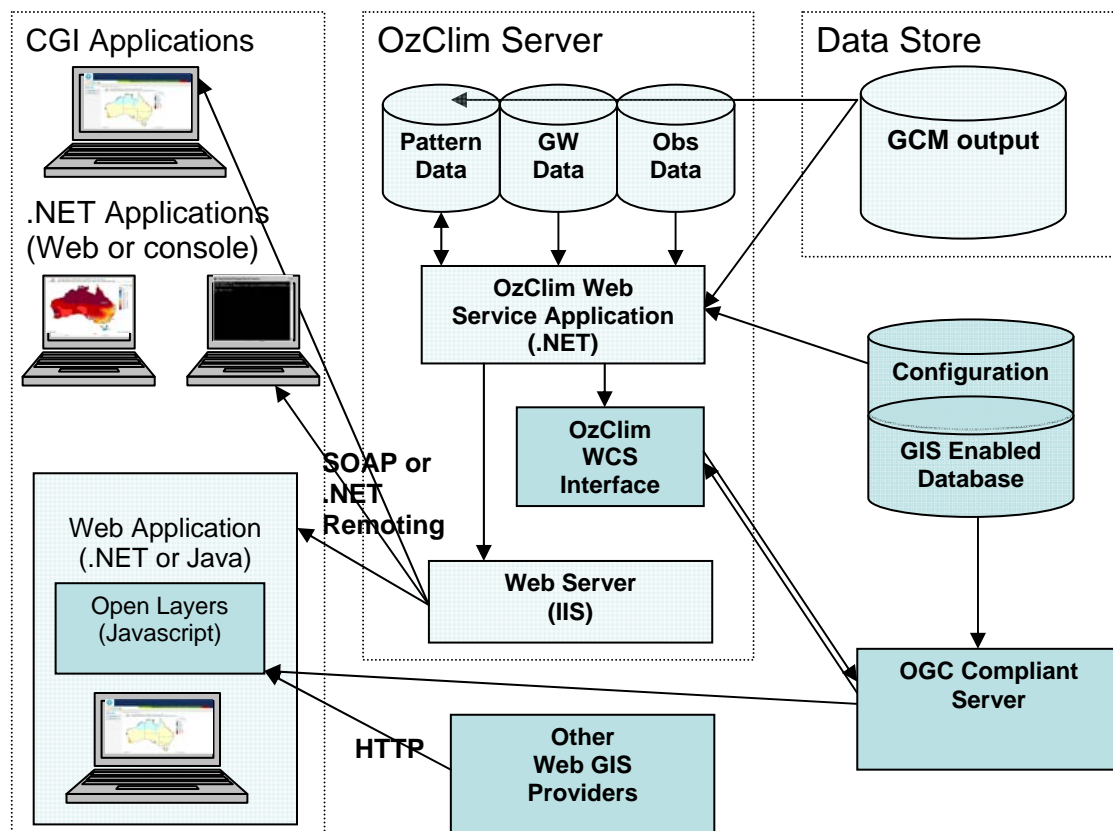 CGI Applications
.NET Applications
(Web or console)
SOAP or
.NET
Remoting
Web Application
(.NET or Java)
Open Layers
(Javascript)
HTTP
OzClim Server
Pattern
Data
GW
Data
Obs
Data
OzClim Web
Service Application
(.NET)
OzClim
WCS
Interface
Web Server
(IIS)
Other
Web GIS
Providers
Data Store
GCM output
Configuration
GIS Enabled
Database
OGC Compliant
Server